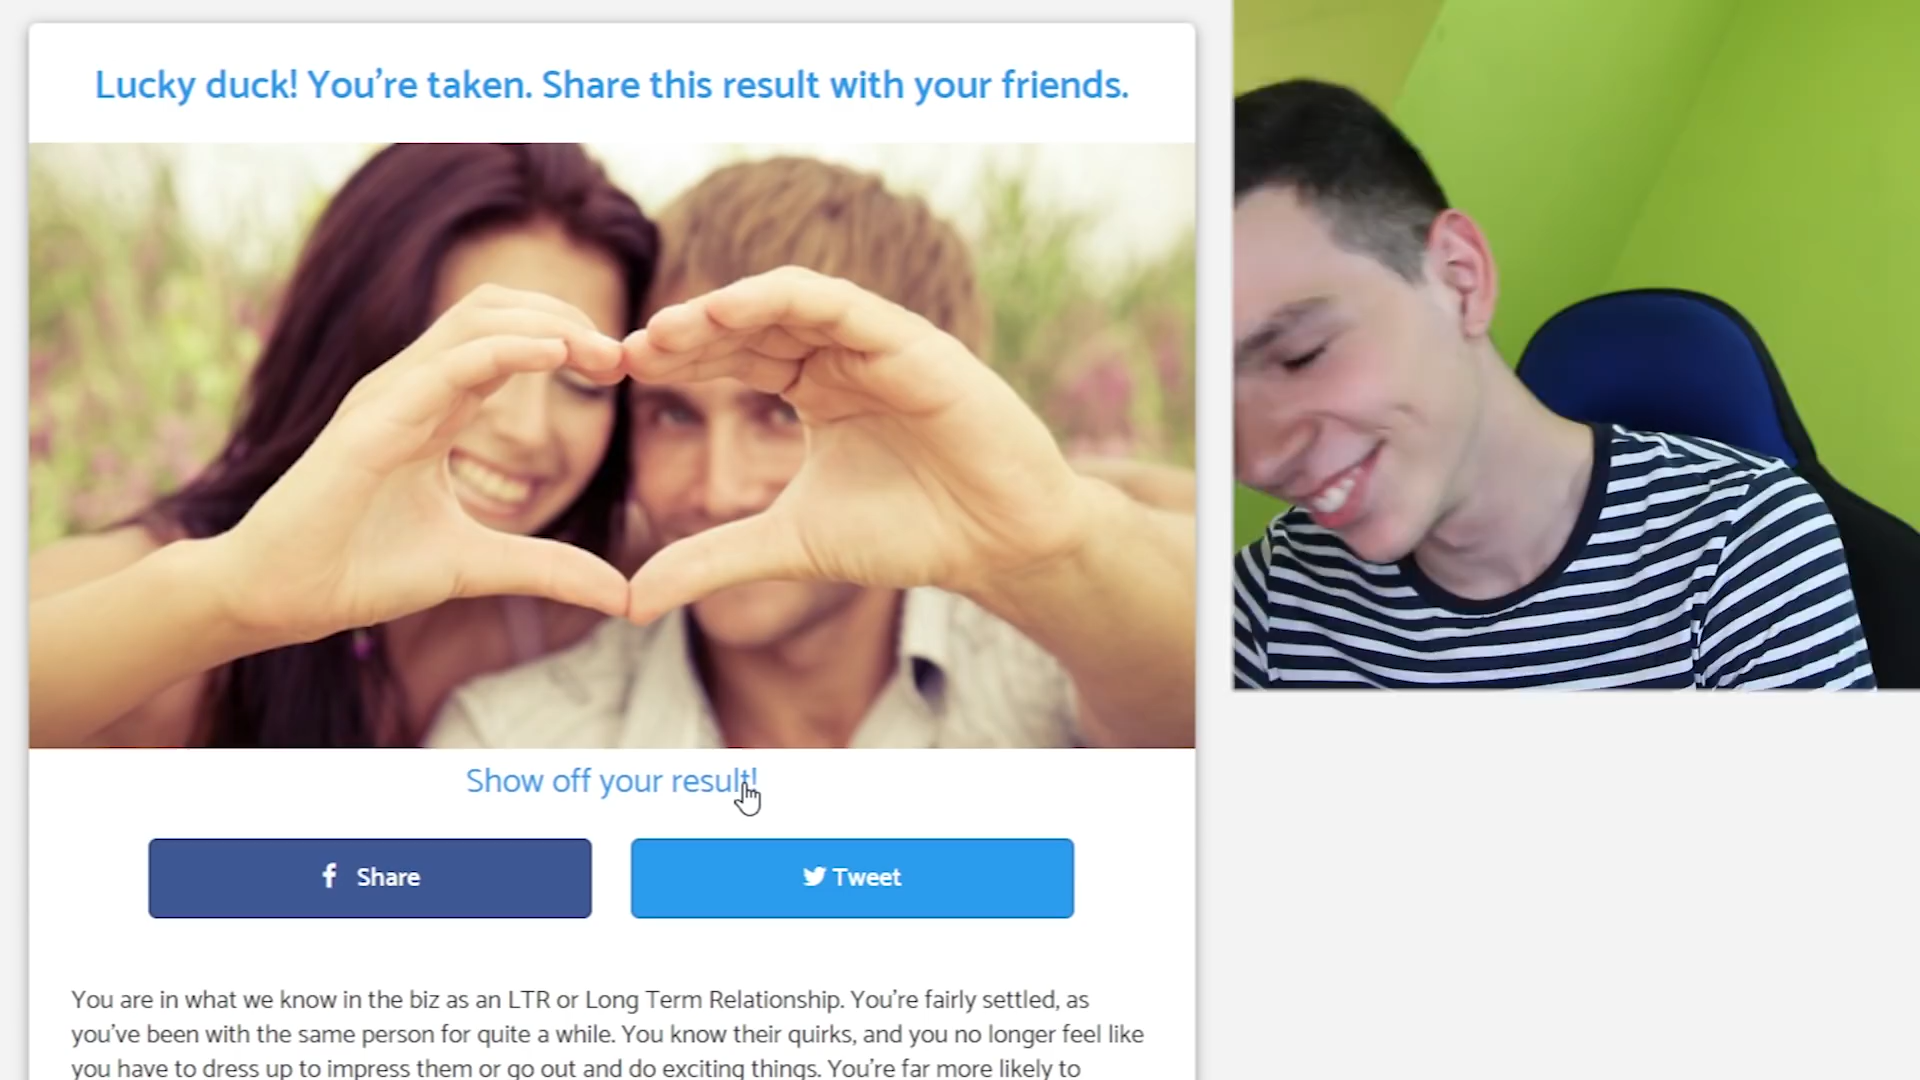 Lucky duck! You're taken. Share this result with your friends.
Show off your result!
Share
Tweet
You are in what we know in the biz as an LTR or Long Term Relationship. You're fairly settled, as
you've been with the same person for quite a while. You know their quirks, and you no longer feel like
you have to dress up to impress them or go out and do exciting things. You're far more likely to